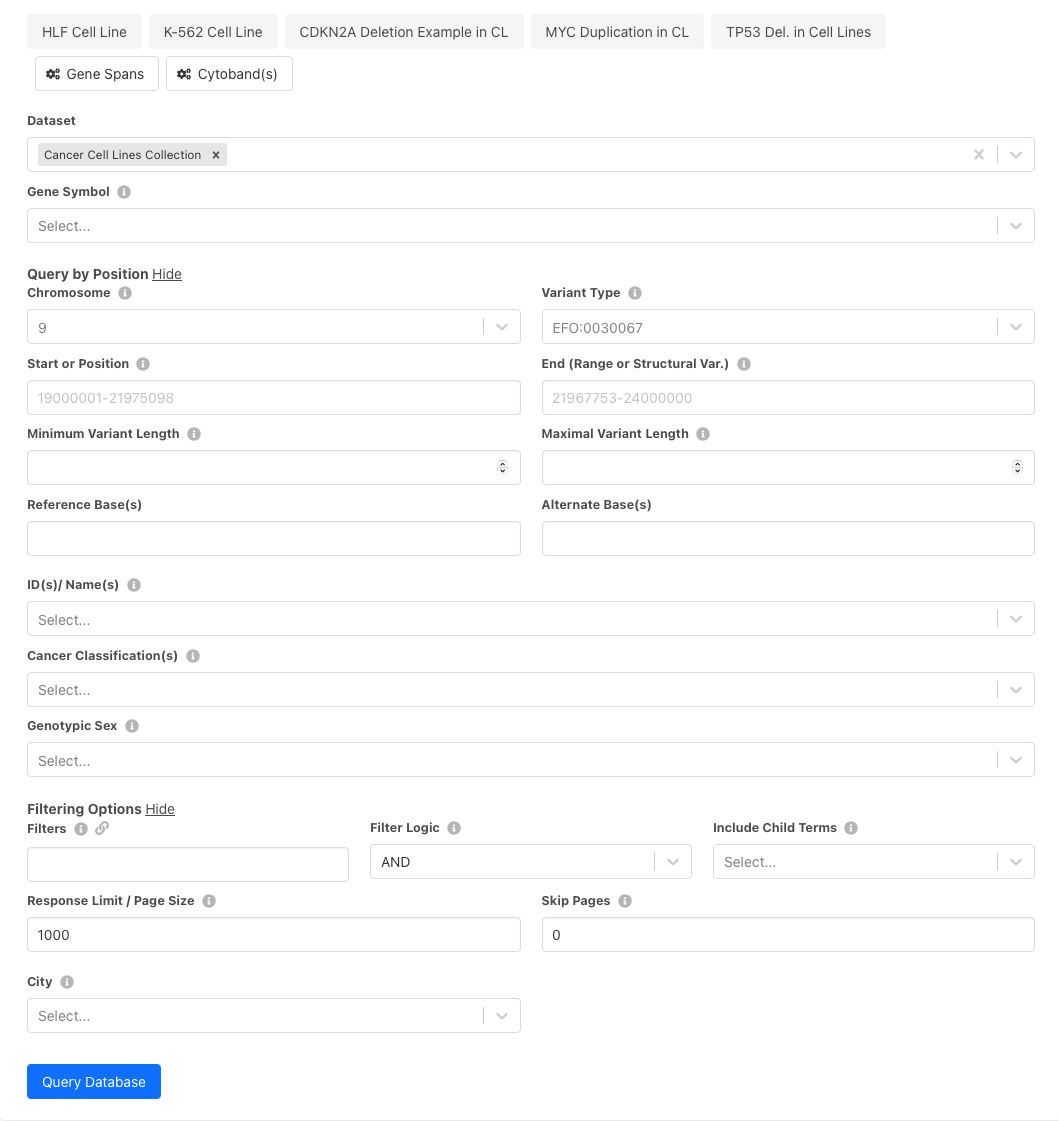 HLF Cell Line K-562 Cell Line CDKN2A Deletion Example in CL MYC Duplication in CL TP53 Del. in Cell Lines
Gene Spans Cytoband(s)
Dataset
Cancer Cell Lines Collection
Gene Symbol
Select...
Query by Position Hide
Chromosome Variant Type
9 EFO:0030067
Start or Position End (Range or Structural Var.)
19000001-21975098 21967753-24000000
Minimum Variant Length Maximal Variant Length
Reference Base(s) Alternate Base(s)
ID(s)/ Name(s)
Select...
Cancer Classification(s)
Select...
Genotypic Sex
Select...
Filtering Options Hide
Filters Filter Logic Include Child Terms
AND Select...
Response Limit / Page Size Skip Pages
1000 0
City
Select...
Query Database